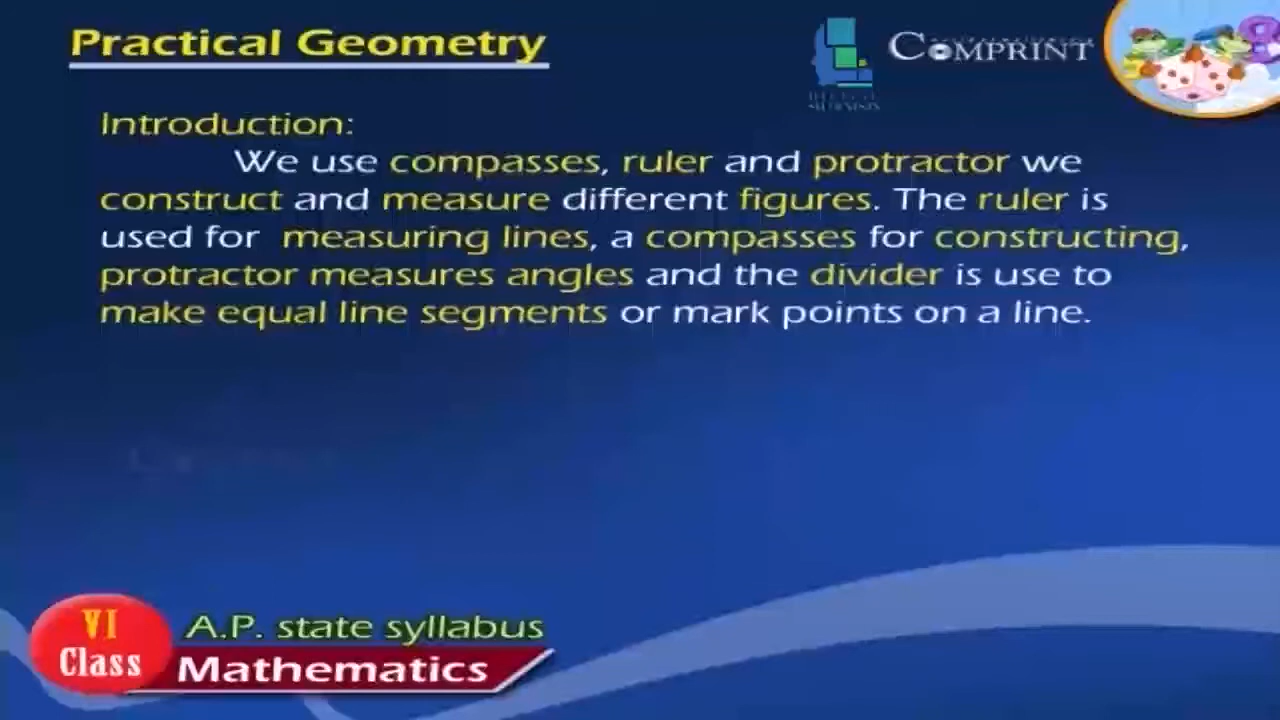 Practical Geometry
COMPRINT
Introduction:
We use compasses, ruler and protractor we
construct and measure different figures. The ruler is
used for measuring lines, a compasses for constructing,
protractor measures angles and the divider is use to
make equal line segments or mark points on a line.
VI
Class
A.P. state syllabus
Mathematics